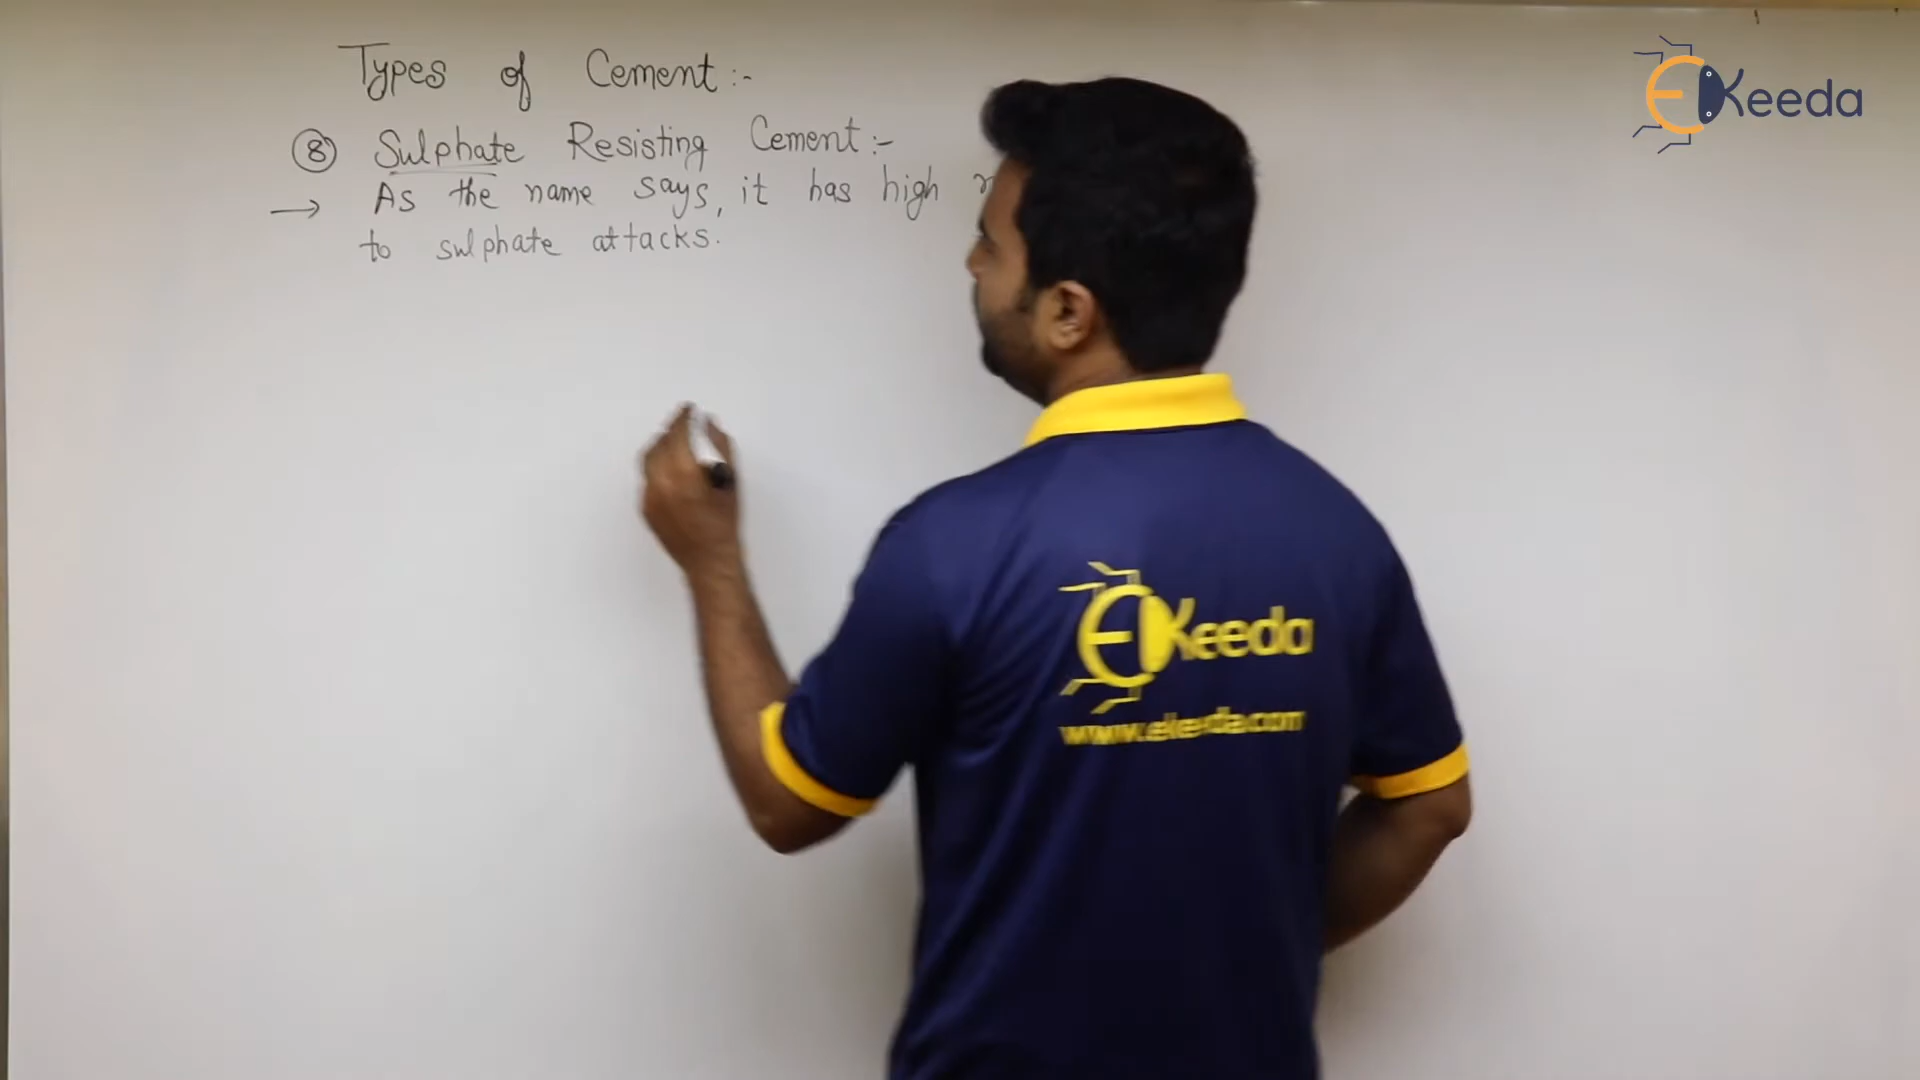 Types of Cement :-
⑧ Sulphate Resisting Cement :-
→ As the name says, it has high
to sulphate attacks.
EKeeda
EKeeda
www.ekeeda.com